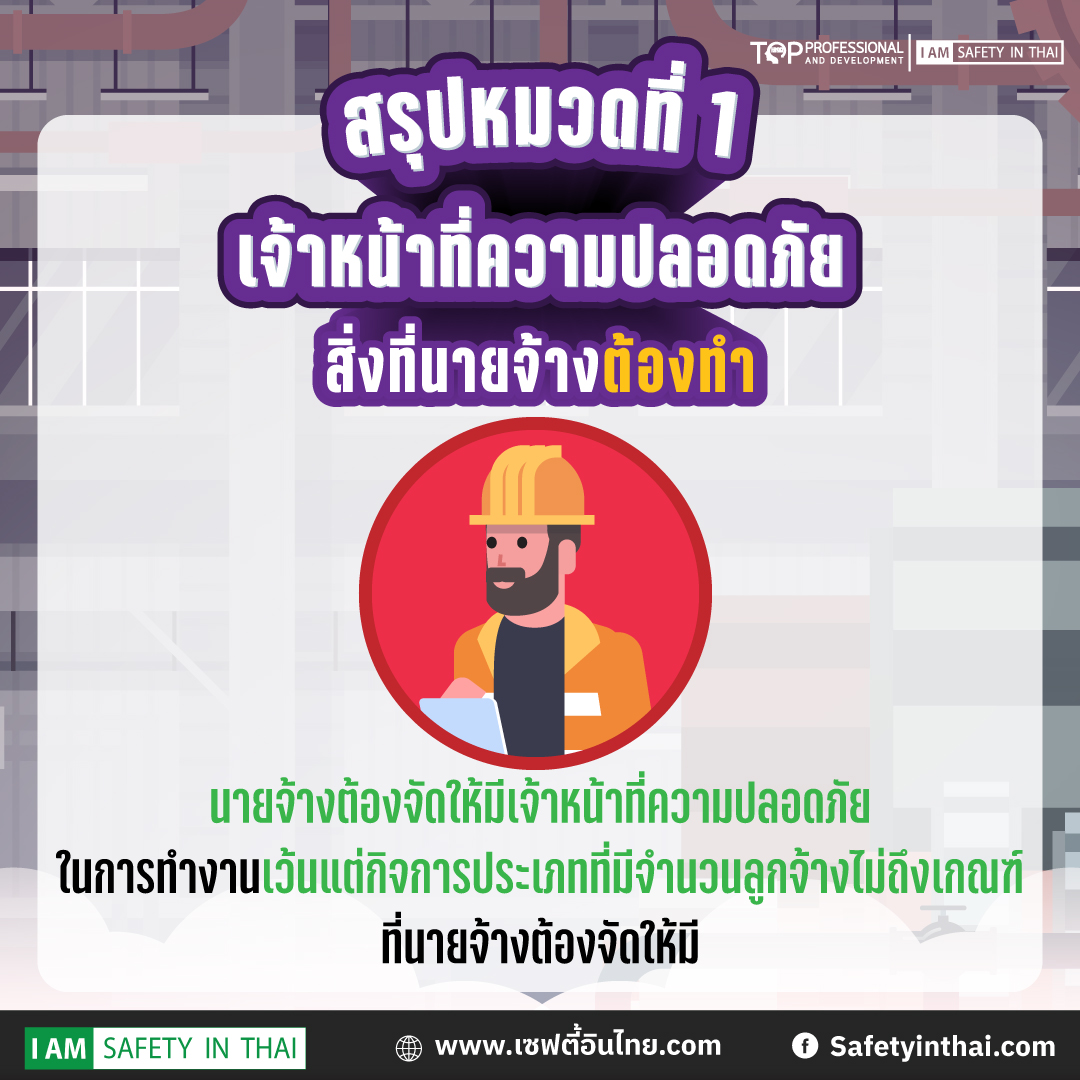 TOP PROFESSIONAL AND DEVELOPMENT
I AM SAFETY IN THAI
สรุปหมวดที่ 1
เจ้าหน้าที่ความปลอดภัย
สิ่งที่นายจ้างต้องทำ
นายจ้างต้องจัดให้มีเจ้าหน้าที่ความปลอดภัย
ในการทำงานเว้นแต่กิจการประเภทที่มีจำนวนลูกจ้างไม่ถึงเกณฑ์
ที่นายจ้างต้องจัดให้มี
I AM SAFETY IN THAI
www.เซฟตี้อินไทย.com
Safetyinthai.com